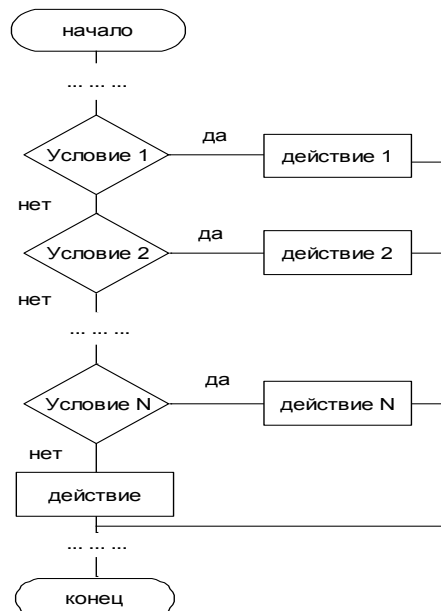 начало
... ... ...
да
Условие 1
действие 1
нет
да
Условие 2
действие 2
нет
... ... ...
да
Условие N
действие N
нет
действие
... ... ...
конец